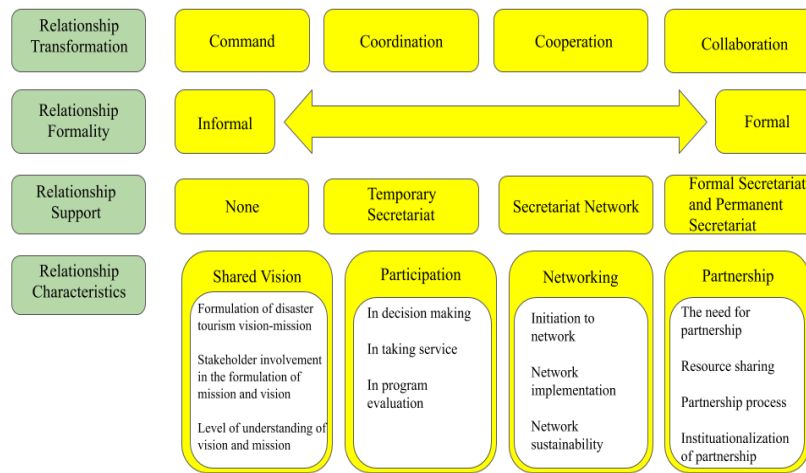 Relationship
Transformation
Command
Coordination
Cooperation
Collaboration
Relationship
Formality
Informal
Formal
Relationship
Support
None
Temporary
Secretariat
Secretariat Network
Formal Secretariat
and Permanent
Secretariat
Relationship
Characteristics
Shared Vision
Formulation of disaster
tourism vision-mission
Stakeholder involvement
in the formulation of
mission and vision
Level of understanding of
vision and mission
Participation
In decision making
In taking service
In program
evaluation
Networking
Initiation to
network
Network
implementation
Network
sustainability
Partnership
The need for
partnership
Resource sharing
Partnership process
Instituationalization
of partnership